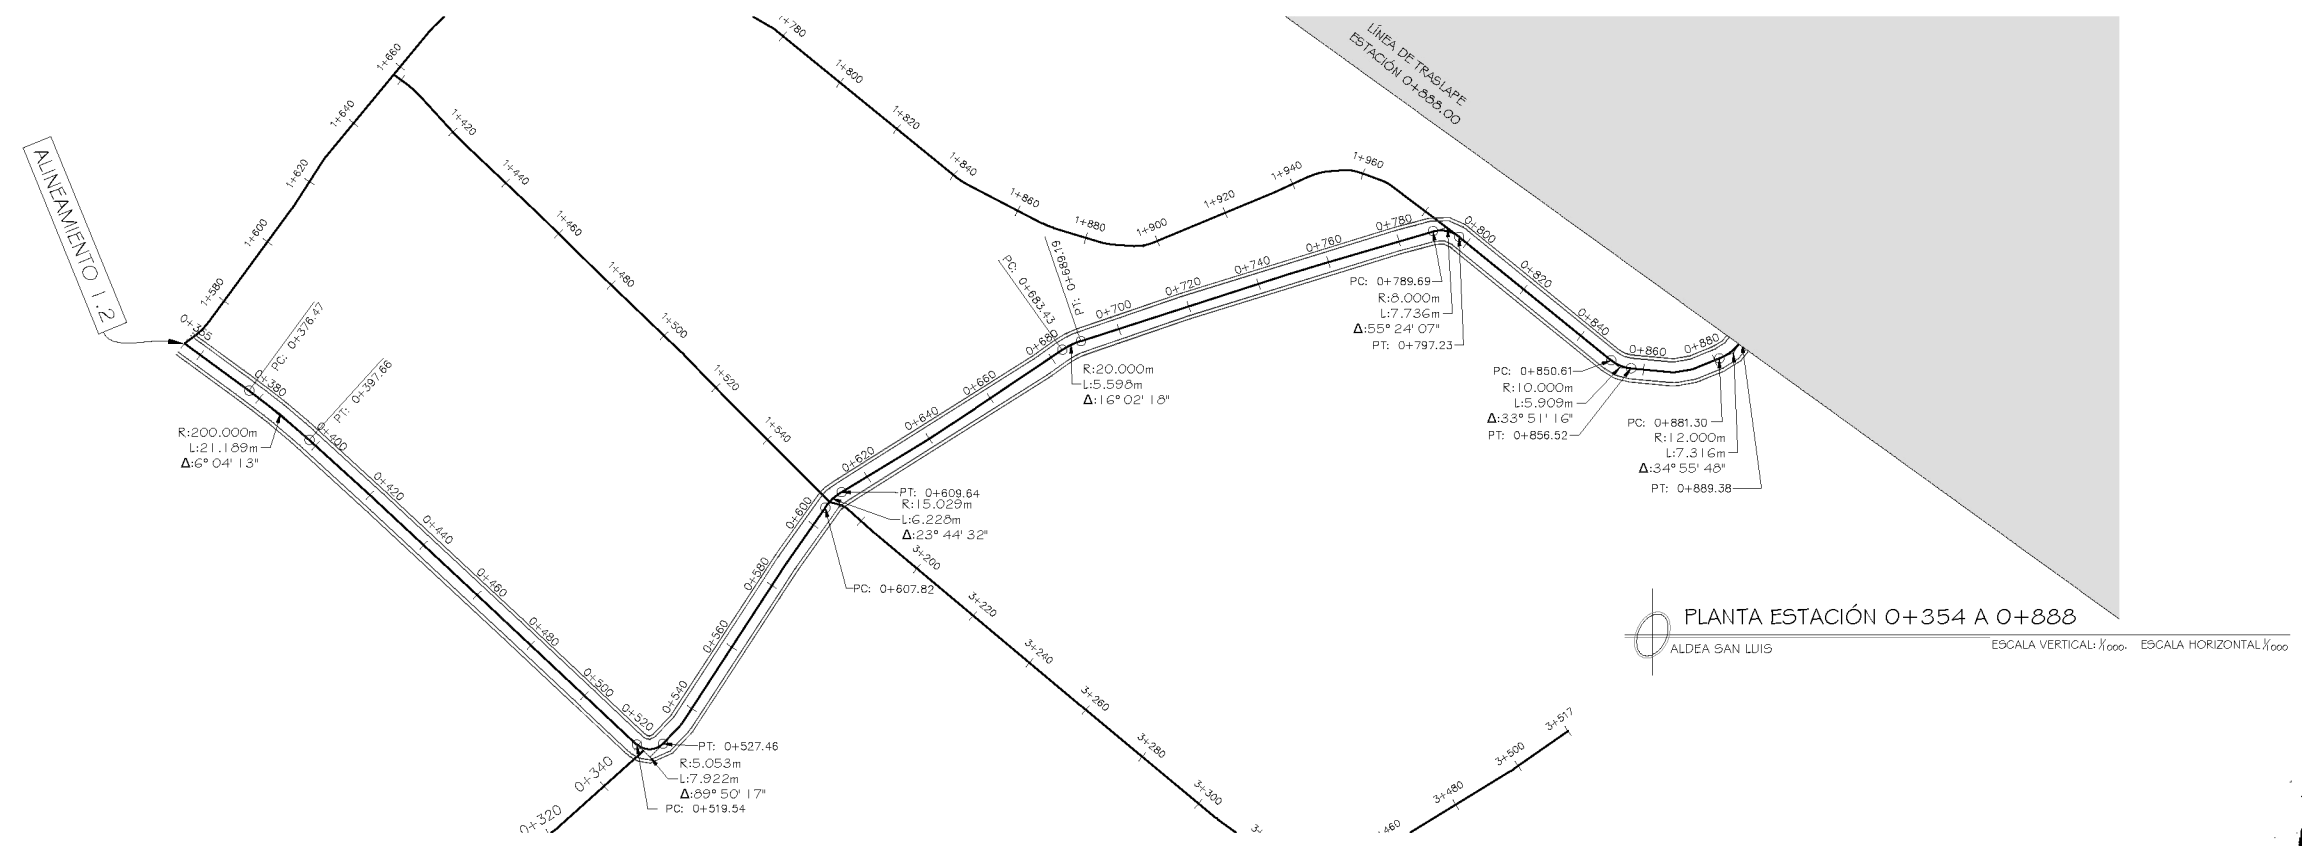 ALINEAMIENTO 1.2
1+660
1+640
1+620
1+600
1+580
1+420
1+440
1+460
1+480
1+500
1+520
1+540
1+780
1+800
1+820
1+840
1+860
1+880
1+900
1+920
1+940
1+960
LÍNEA DE TRASLAPE
ESTACIÓN 0+888.00
PC: 0+376.47
0+380
PT: 0+397.66
0+400
R:200.000m
L:21.189m
Δ:6° 04' 13"
0+420
0+440
0+460
0+480
0+500
0+520
PT: 0+527.46
R:5.053m
L:7.922m
Δ:89° 50' 17"
PC: 0+519.54
0+340
0+320
0+540
0+560
0+580
0+600
PT: 0+609.64
R:15.029m
L:6.228m
Δ:23° 44' 32"
PC: 0+607.82
0+620
0+640
0+660
0+680
PC: 0+683.43
PT: 0+689.19
R:20.000m
L:5.598m
Δ:16° 02' 18"
0+700
0+720
0+740
0+760
0+780
PC: 0+789.69
R:8.000m
L:7.736m
Δ:55° 24' 07"
PT: 0+797.23
0+800
0+820
0+840
0+860
0+880
PC: 0+850.61
R:10.000m
L:5.909m
Δ:33° 51' 16"
PT: 0+856.52
PC: 0+881.30
R:12.000m
L:7.316m
Δ:34° 55' 48"
PT: 0+889.38
3+200
3+220
3+240
3+260
3+280
3+300
3+480
3+500
3+517
PLANTA ESTACIÓN 0+354 A 0+888
ALDEA SAN LUIS
ESCALA VERTICAL: 1/1000. ESCALA HORIZONTAL 1/1000